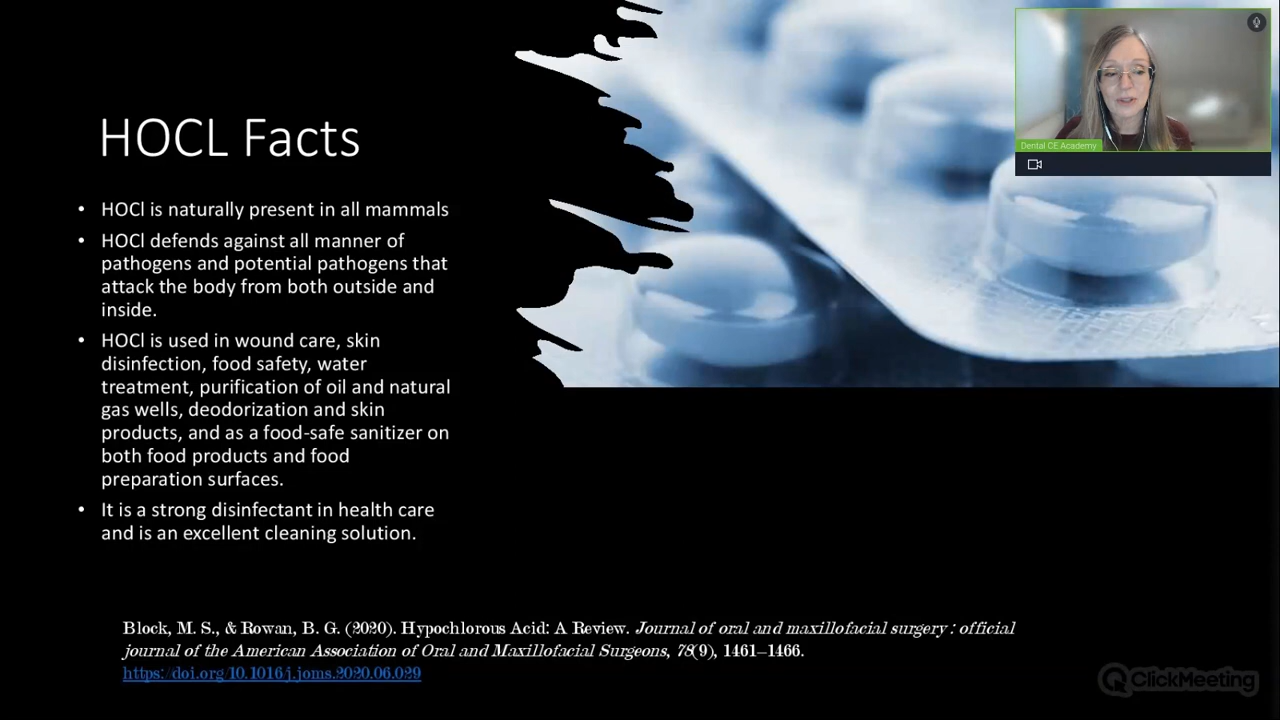 HOCL Facts
• HOCl is naturally present in all mammals
• HOCl defends against all manner of
pathogens and potential pathogens that
attack the body from both outside and
inside.
• HOCl is used in wound care, skin
disinfection, food safety, water
treatment, purification of oil and natural
gas wells, deodorization and skin
products, and as a food-safe sanitizer on
both food products and food
preparation surfaces.
• It is a strong disinfectant in health care
and is an excellent cleaning solution.
Block, M. S., & Rowan, B. G. (2020). Hypochlorous Acid: A Review. Journal of oral and maxillofacial surgery : official
journal of the American Association of Oral and Maxillofacial Surgeons, 78(9), 1461–1466.
https://doi.org/10.1016/j.joms.2020.06.029
Dental CE Academy
ClickMeeting